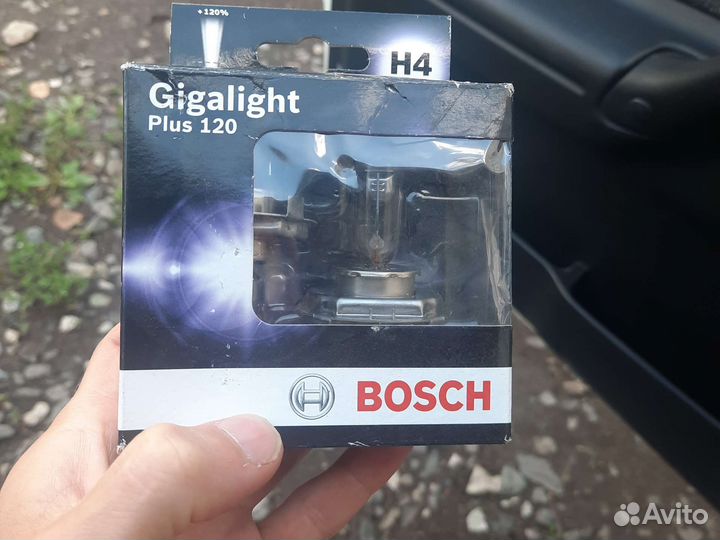 +120%
H4
Gigalight
Plus 120
BOSCH
Avito